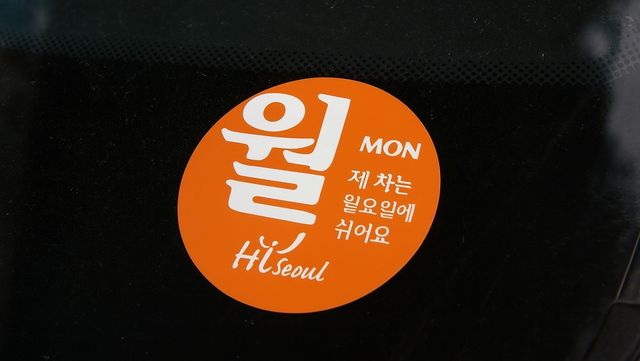 월
MON
제 차는
월요일에
쉬어요
Hi Seoul